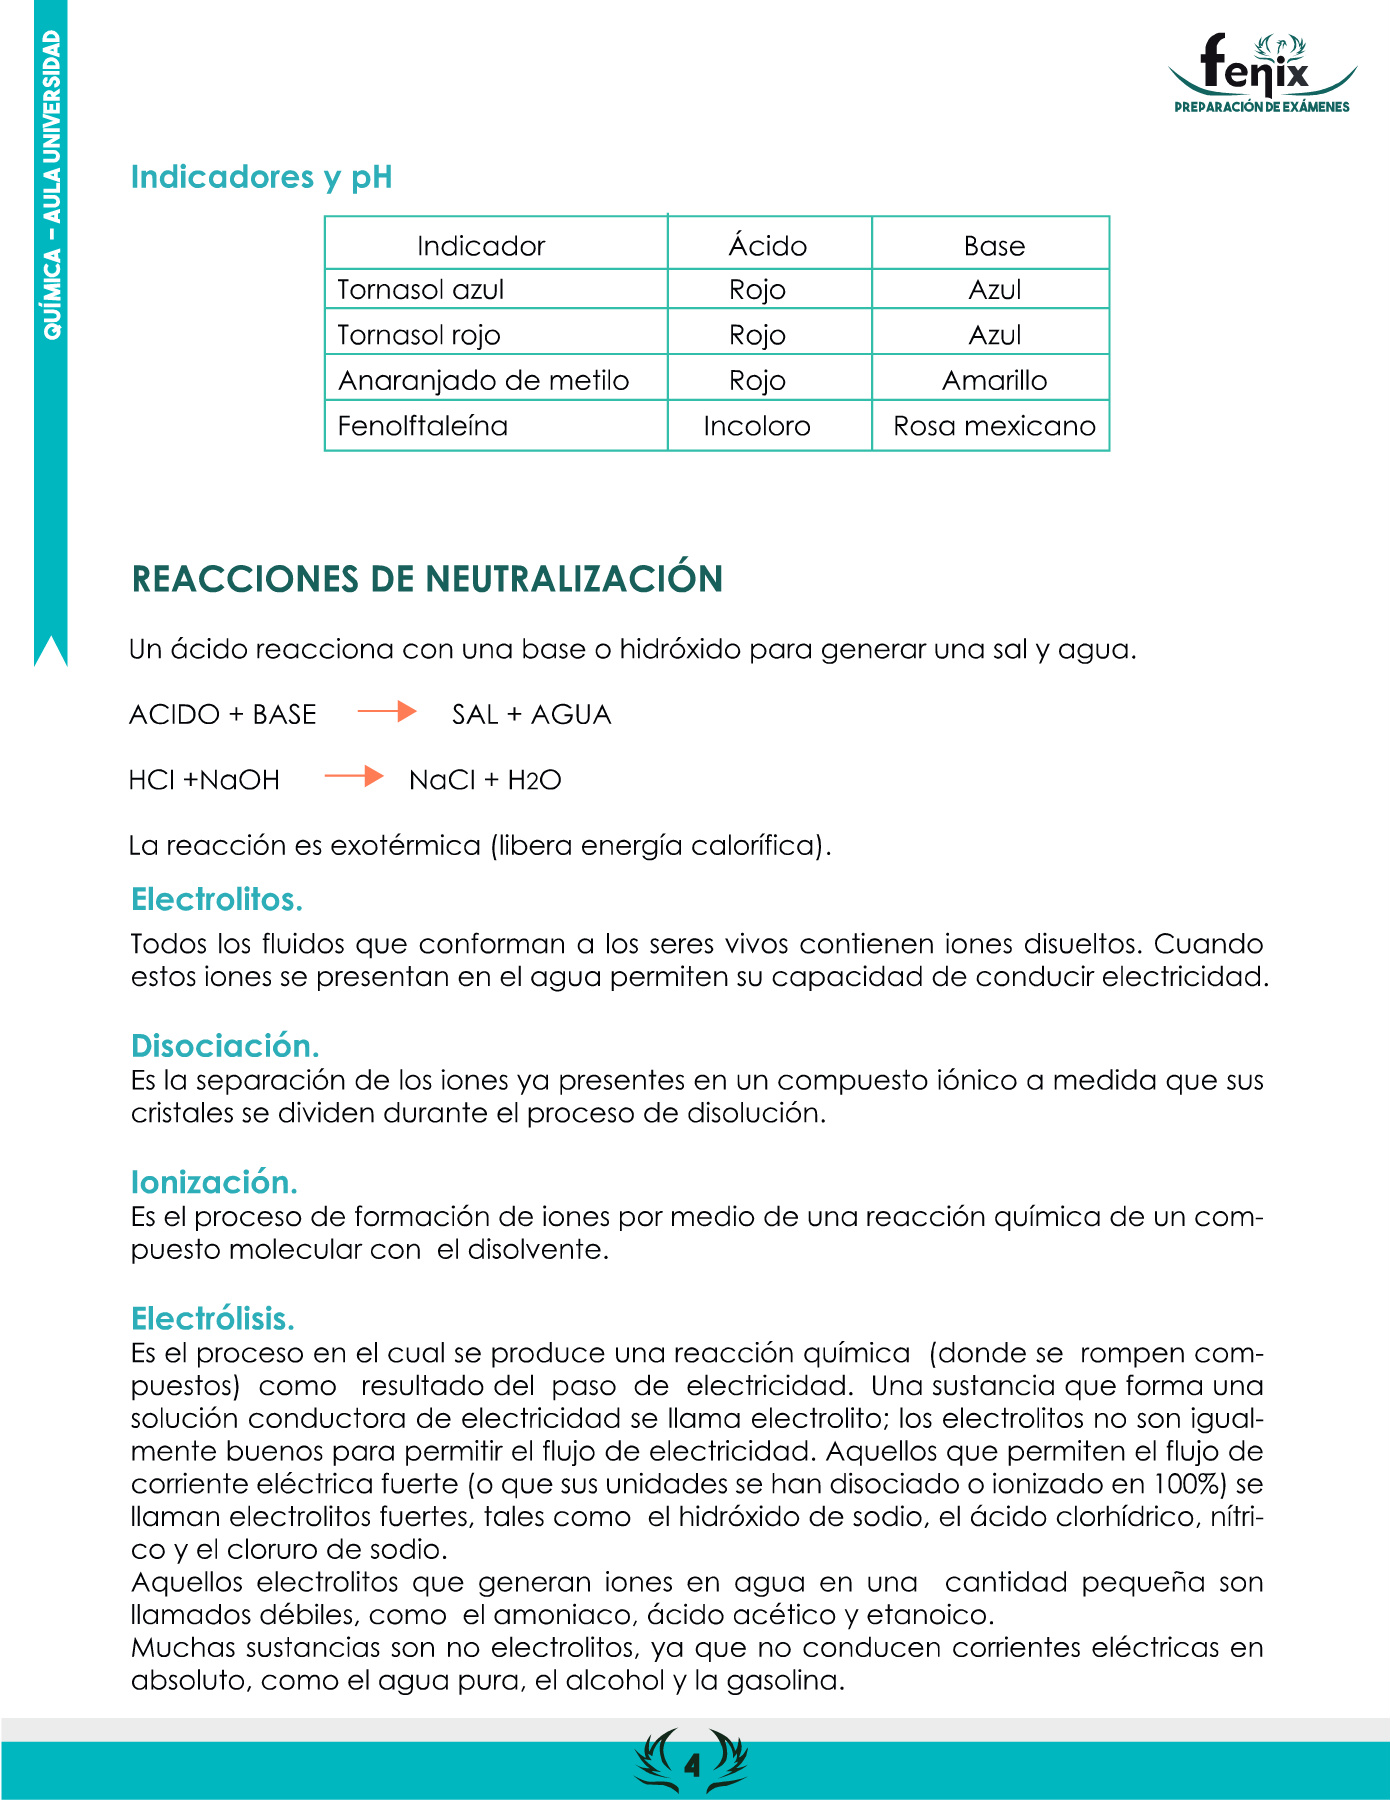 QUÍMICA – AULA UNIVERSIDAD
fenix
PREPARACIÓN DE EXÁMENES
Indicadores y pH
Indicador Ácido Base
Tornasol azul Rojo Azul
Tornasol rojo Rojo Azul
Anaranjado de metilo Rojo Amarillo
Fenolftaleína Incoloro Rosa mexicano
REACCIONES DE NEUTRALIZACIÓN
Un ácido reacciona con una base o hidróxido para generar una sal y agua.
ACIDO + BASE → SAL + AGUA
HCl +NaOH → NaCl + H2O
La reacción es exotérmica (libera energía calorífica).
Electrolitos.
Todos los fluidos que conforman a los seres vivos contienen iones disueltos. Cuando
estos iones se presentan en el agua permiten su capacidad de conducir electricidad.
Disociación.
Es la separación de los iones ya presentes en un compuesto iónico a medida que sus
cristales se dividen durante el proceso de disolución.
Ionización.
Es el proceso de formación de iones por medio de una reacción química de un com-
puesto molecular con el disolvente.
Electrólisis.
Es el proceso en el cual se produce una reacción química (donde se rompen com-
puestos) como resultado del paso de electricidad. Una sustancia que forma una
solución conductora de electricidad se llama electrolito; los electrolitos no son igual-
mente buenos para permitir el flujo de electricidad. Aquellos que permiten el flujo de
corriente eléctrica fuerte (o que sus unidades se han disociado o ionizado en 100%) se
llaman electrolitos fuertes, tales como el hidróxido de sodio, el ácido clorhídrico, nítri-
co y el cloruro de sodio.
Aquellos electrolitos que generan iones en agua en una cantidad pequeña son
llamados débiles, como el amoniaco, ácido acético y etanoico.
Muchas sustancias son no electrolitos, ya que no conducen corrientes eléctricas en
absoluto, como el agua pura, el alcohol y la gasolina.
4